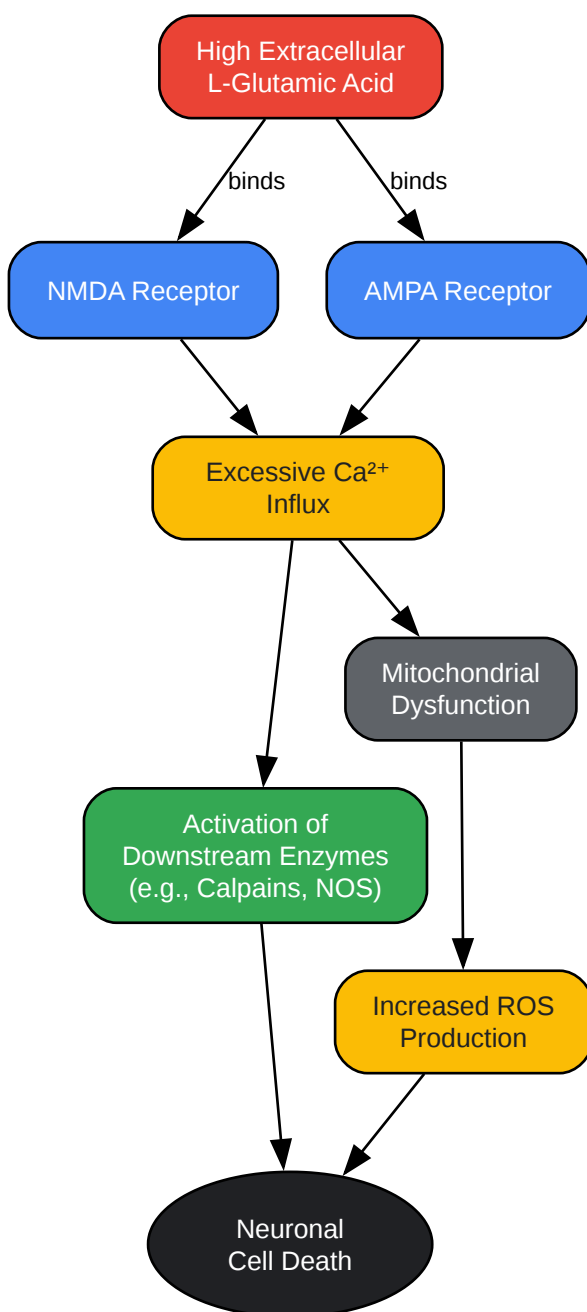 High Extracellular
L-Glutamic Acid
binds
binds
NMDA Receptor
AMPA Receptor
Excessive Ca²⁺
Influx
Mitochondrial
Dysfunction
Activation of
Downstream Enzymes
(e.g., Calpains, NOS)
Increased ROS
Production
Neuronal
Cell Death